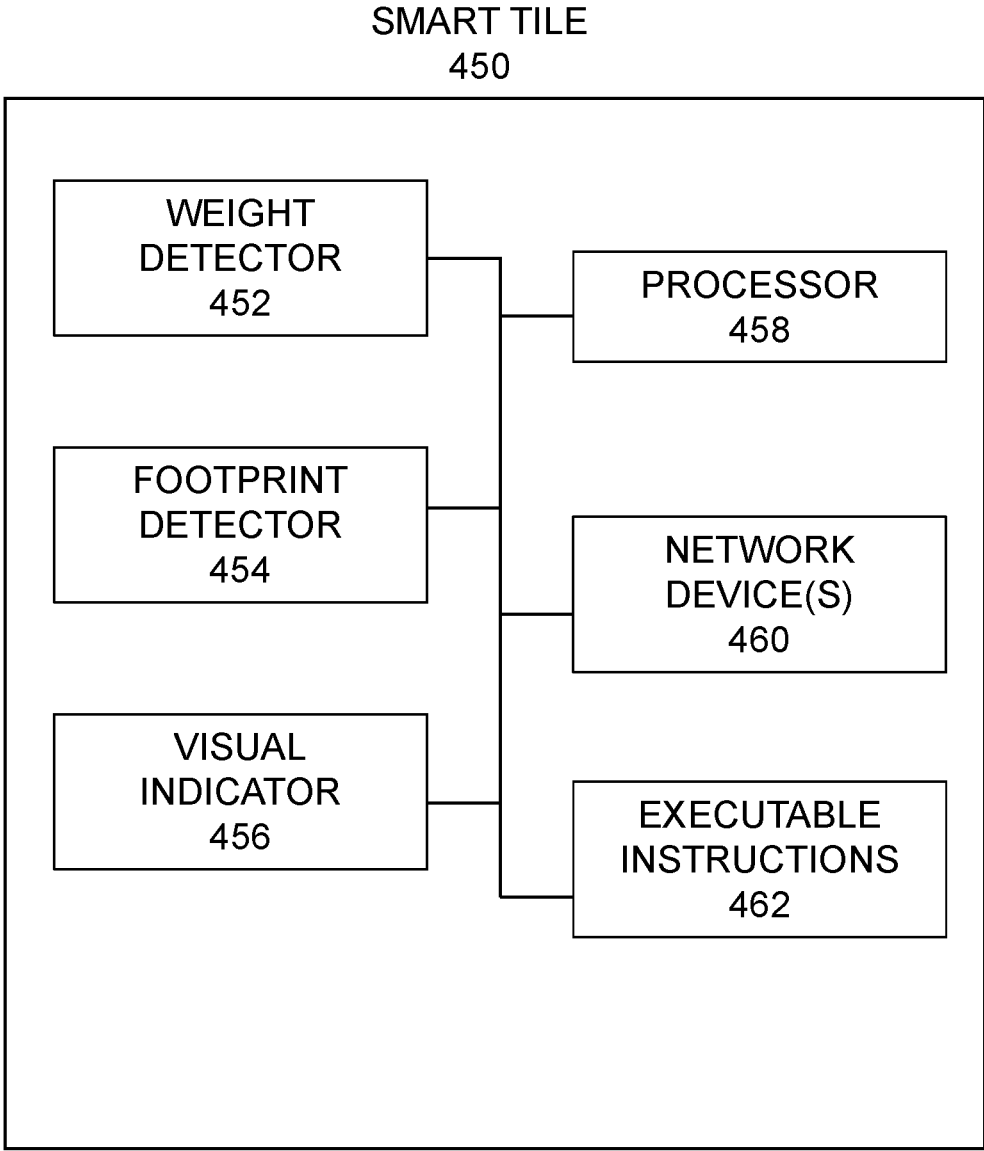 SMART TILE
450
WEIGHT
DETECTOR
452
PROCESSOR
458
FOOTPRINT
DETECTOR
454
NETWORK
DEVICE(S)
460
VISUAL
INDICATOR
456
EXECUTABLE
INSTRUCTIONS
462